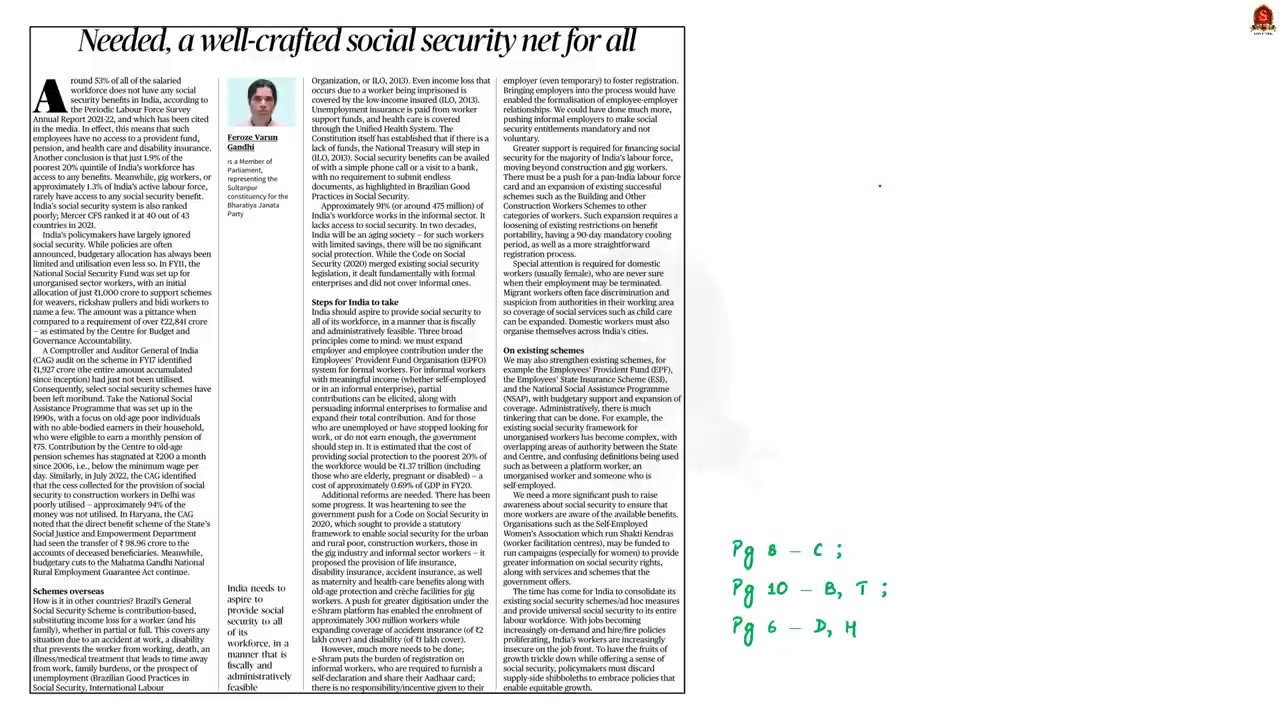 Needed, a well-crafted social security net for all
Around 53% of all of the salaried
workforce does not have any social
security benefits in India, according to
the Periodic Labour Force Survey
Annual Report 2021-22, and which has been cited
in the media. In effect, this means that such
employees have no access to a provident fund,
pension, and health care and disability insurance.
Another conclusion is that just 1.9% of the
poorest 20% quintile of India's workforce has
access to any benefits. Meanwhile, gig workers, or
approximately 1.3% of India's active labour force,
rarely have access to any social security benefit.
India's social security system is also ranked
poorly; Mercer CFS ranked it at 40 out of 43
countries in 2021.
India's policymakers have largely ignored
social security. While policies are often
announced, budgetary allocation has always been
limited and utilisation even less so. In FY11, the
National Social Security Fund was set up for
unorganised sector workers, with an initial
allocation of just ₹1,000 crore to support schemes
for weavers, rickshaw pullers and bidi workers to
name a few. The amount was a pittance when
compared to a requirement of over ₹22,841 crore
— as estimated by the Centre for Budget and
Governance Accountability.
A Comptroller and Auditor General of India
(CAG) audit on the scheme in FY17 identified
₹1,927 crore (the entire amount accumulated
since inception) had just not been utilised.
Consequently, select social security schemes have
been left moribund. Take the National Social
Assistance Programme that was set up in the
1990s, with a focus on old-age poor individuals
with no able-bodied earners in their household,
who were eligible to earn a monthly pension of
₹75. Contribution by the Centre to old-age
pension schemes has stagnated at ₹200 a month
since 2006, i.e., below the minimum wage per
day. Similarly, in July 2022, the CAG identified
that the cess collected for the provision of social
security to construction workers in Delhi was
poorly utilised — approximately 94% of the
money was not utilised. In Haryana, the CAG
noted that the direct benefit scheme of the State's
Social Justice and Empowerment Department
had seen the transfer of ₹ 98.96 crore to the
accounts of deceased beneficiaries. Meanwhile,
budgetary cuts to the Mahatma Gandhi National
Rural Employment Guarantee Act continue.
Schemes overseas
How is it in other countries? Brazil's General
Social Security Scheme is contribution-based,
substituting income loss for a worker (and his
family), whether in partial or full. This covers any
situation due to an accident at work, a disability
that prevents the worker from working, death, an
illness/medical treatment that leads to time away
from work, family burdens, or the prospect of
unemployment (Brazilian Good Practices in
Social Security, International Labour
Feroze Varun
Gandhi
is a Member of
Parliament,
representing the
Sultanpur
constituency for the
Bharatiya Janata
Party
India needs to
aspire to
provide social
security to all
of its
workforce, in a
manner that is
fiscally and
administratively
feasible
Organization, or ILO, 2013). Even income loss that
occurs due to a worker being imprisoned is
covered by the low-income insured (ILO, 2013).
Unemployment insurance is paid from worker
support funds, and health care is covered
through the Unified Health System. The
Constitution itself has established that if there is a
lack of funds, the National Treasury will step in
(ILO, 2013). Social security benefits can be availed
of with a simple phone call or a visit to a bank,
with no requirement to submit endless
documents, as highlighted in Brazilian Good
Practices in Social Security.
Approximately 91% (or around 475 million) of
India's workforce works in the informal sector. It
lacks access to social security. In two decades,
India will be an aging society — for such workers
with limited savings, there will be no significant
social protection. While the Code on Social
Security (2020) merged existing social security
legislation, it dealt fundamentally with formal
enterprises and did not cover informal ones.
Steps for India to take
India should aspire to provide social security to
all of its workforce, in a manner that is fiscally
and administratively feasible. Three broad
principles come to mind: we must expand
employer and employee contribution under the
Employees' Provident Fund Organisation (EPFO)
system for formal workers. For informal workers
with meaningful income (whether self-employed
or in an informal enterprise), partial
contributions can be elicited, along with
persuading informal enterprises to formalise and
expand their total contribution. And for those
who are unemployed or have stopped looking for
work, or do not earn enough, the government
should step in. It is estimated that the cost of
providing social protection to the poorest 20% of
the workforce would be ₹1.37 trillion (including
those who are elderly, pregnant or disabled) — a
cost of approximately 0.69% of GDP in FY20.
Additional reforms are needed. There has been
some progress. It was heartening to see the
government push for a Code on Social Security in
2020, which sought to provide a statutory
framework to enable social security for the urban
and rural poor, construction workers, those in
the gig industry and informal sector workers — it
proposed the provision of life insurance,
disability insurance, accident insurance, as well
as maternity and health-care benefits along with
old-age protection and crèche facilities for gig
workers. A push for greater digitisation under the
e-Shram platform has enabled the enrolment of
approximately 300 million workers while
expanding coverage of accident insurance (of ₹2
lakh cover) and disability (of ₹1 lakh cover).
However, much more needs to be done;
e-Shram puts the burden of registration on
informal workers, who are required to furnish a
self-declaration and share their Aadhaar card;
there is no responsibility/incentive given to their
employer (even temporary) to foster registration.
Bringing employers into the process would have
enabled the formalisation of employee-employer
relationships. We could have done much more,
pushing informal employers to make social
security entitlements mandatory and not
voluntary.
Greater support is required for financing social
security for the majority of India's labour force,
moving beyond construction and gig workers.
There must be a push for a pan-India labour force
card and an expansion of existing successful
schemes such as the Building and Other
Construction Workers Schemes to other
categories of workers. Such expansion requires a
loosening of existing restrictions on benefit
portability, having a 90-day mandatory cooling
period, as well as a more straightforward
registration process.
Special attention is required for domestic
workers (usually female), who are never sure
when their employment may be terminated.
Migrant workers often face discrimination and
suspicion from authorities in their working area
so coverage of social services such as child care
can be expanded. Domestic workers must also
organise themselves across India's cities.
On existing schemes
We may also strengthen existing schemes, for
example the Employees' Provident Fund (EPF),
the Employees' State Insurance Scheme (ESI),
and the National Social Assistance Programme
(NSAP), with budgetary support and expansion of
coverage. Administratively, there is much
tinkering that can be done. For example, the
existing social security framework for
unorganised workers has become complex, with
overlapping areas of authority between the State
and Centre, and confusing definitions being used
such as between a platform worker, an
unorganised worker and someone who is
self-employed.
We need a more significant push to raise
awareness about social security to ensure that
more workers are aware of the available benefits.
Organisations such as the Self-Employed
Women's Association which run Shakti Kendras
(worker facilitation centres), may be funded to
run campaigns (especially for women) to provide
greater information on social security rights,
along with services and schemes that the
government offers.
The time has come for India to consolidate its
existing social security schemes/ad hoc measures
and provide universal social security to its entire
labour workforce. With jobs becoming
increasingly on-demand and hire/fire policies
proliferating, India's workers are increasingly
insecure on the job front. To have the fruits of
growth trickle down while offering a sense of
social security, policymakers must discard
supply-side shibboleths to embrace policies that
enable equitable growth.
Pg 8 - C ;
Pg 10 - B, T ;
Pg 6 - D, H